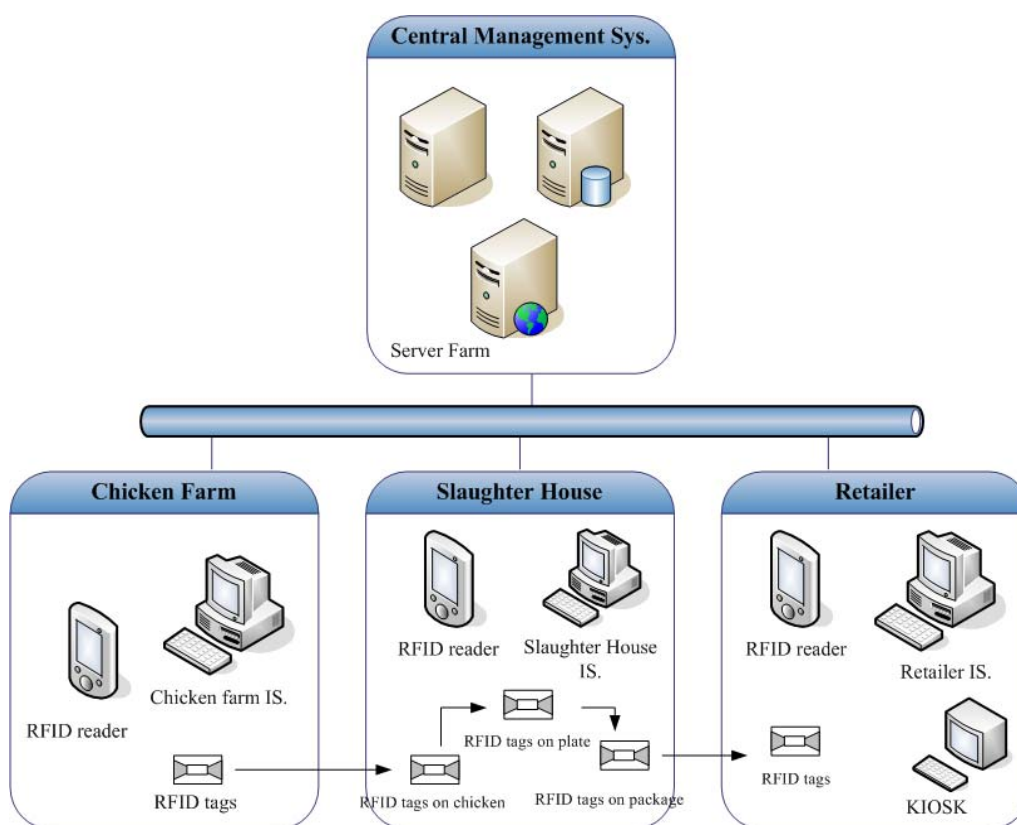 Central Management Sys.
Server Farm
Chicken Farm
RFID reader
Chicken farm IS.
RFID tags
Slaughter House
RFID reader
Slaughter House
IS.
RFID tags on plate
RFID tags on chicken
RFID tags on package
Retailer
RFID reader
Retailer IS.
RFID tags
KIOSK